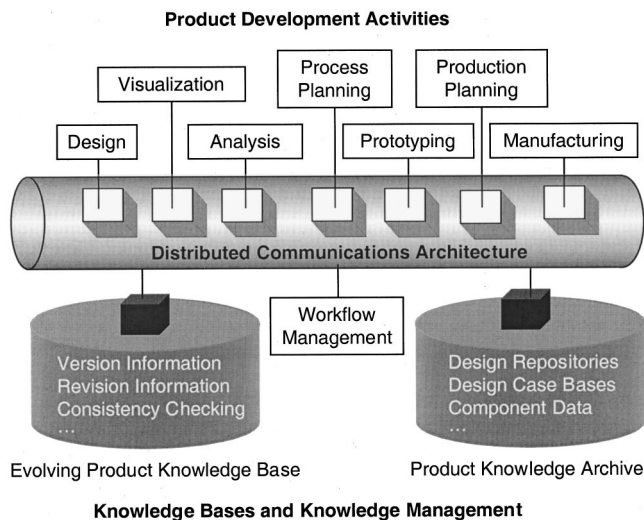 Product Development Activities
Visualization
Process
Planning
Production
Planning
Design
Analysis
Prototyping
Manufacturing
Distributed Communications Architecture
Workflow
Management
Version Information
Revision Information
Consistency Checking
...
Design Repositories
Design Case Bases
Component Data
...
Evolving Product Knowledge Base
Product Knowledge Archive
Knowledge Bases and Knowledge Management